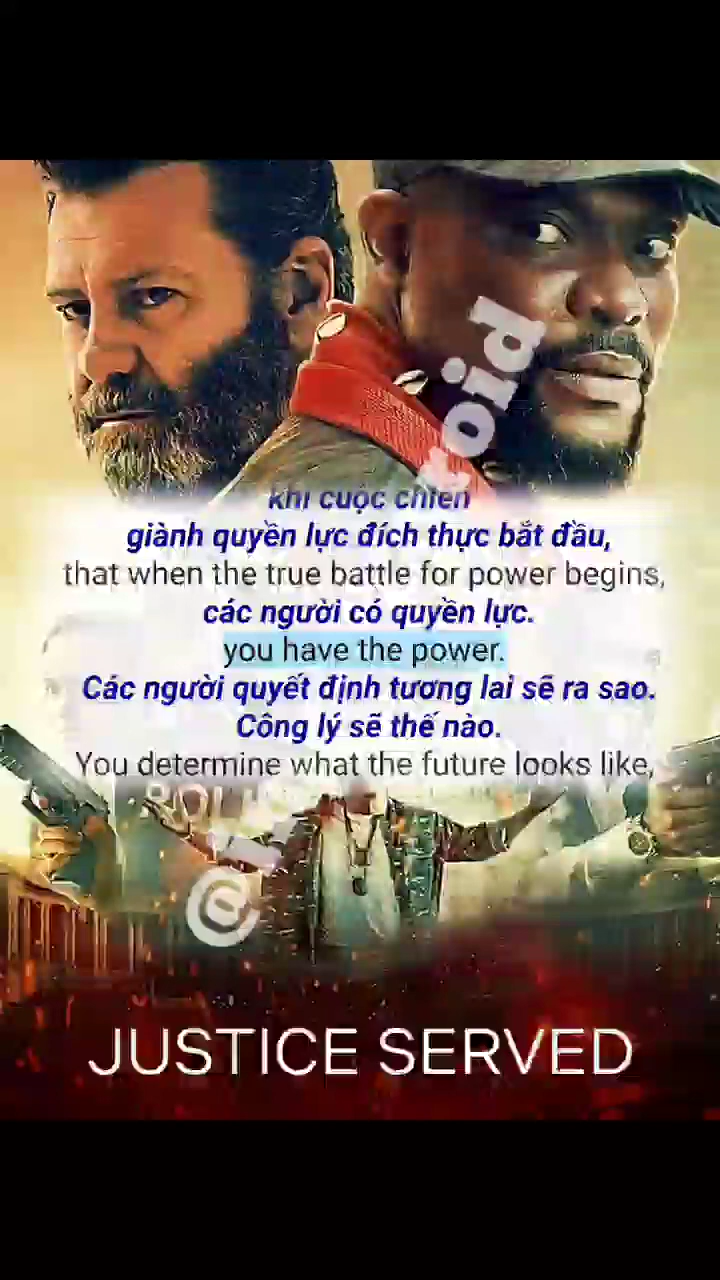 khi cuộc chiến
giành quyền lực đích thực bắt đầu,
that when the true battle for power begins,
các người có quyền lực.
you have the power.
Các người quyết định tương lai sẽ ra sao.
Công lý sẽ thế nào.
You determine what the future looks like,
JUSTICE SERVED